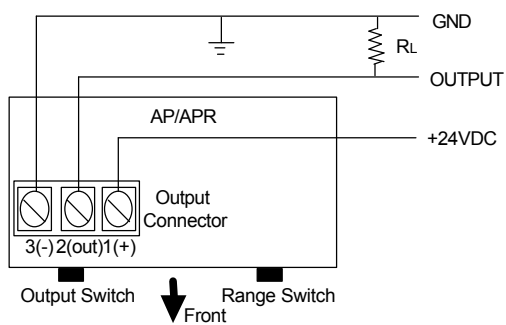 GND
RL
OUTPUT
AP/APR
+24VDC
Output
Connector
3(-) 2(out) 1(+)
Output Switch
Range Switch
Front